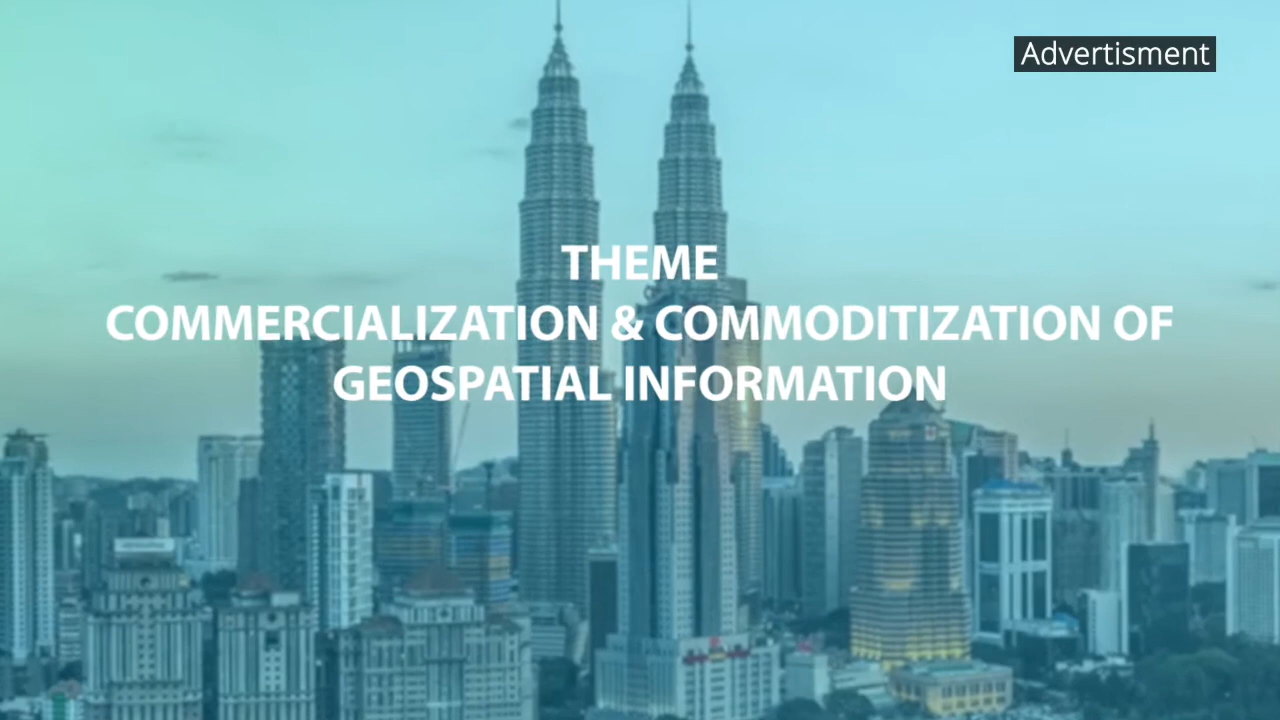 Advertisment
THEME
COMMERCIALIZATION & COMMODITIZATION OF
GEOSPATIAL INFORMATION